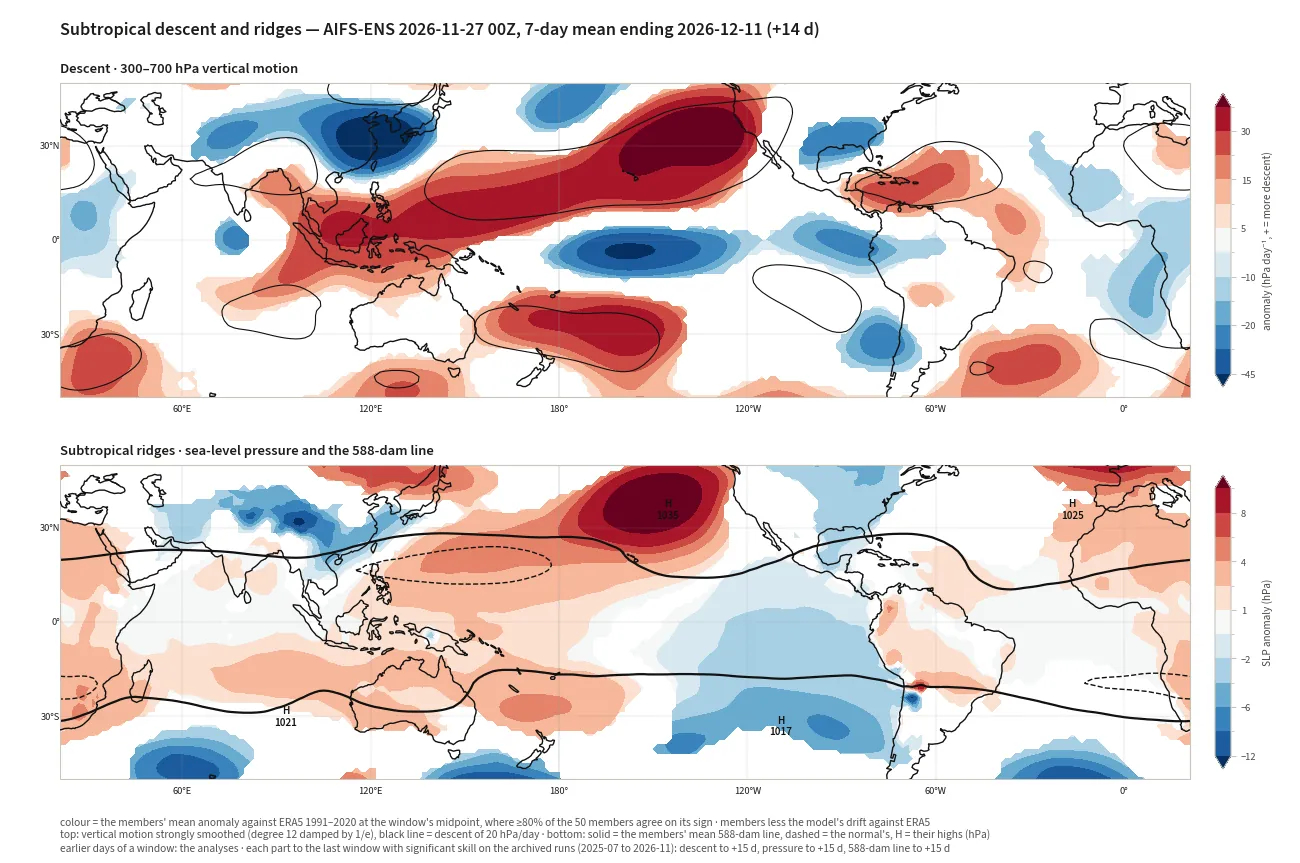 Subtropical descent and ridges — AIFS-ENS 2026-11-27 00Z, 7-day mean ending 2026-12-11 (+14 d)
Descent · 300–700 hPa vertical motion
30°N
0°
30°S
60°E
120°E
180°
120°W
60°W
0°
30
15
5
−10
−20
−45
anomaly (hPa day⁻¹, + = more descent)
Subtropical ridges · sea-level pressure and the 588-dam line
30°N
0°
30°S
H
1035
H
1025
H
1021
H
1017
60°E
120°E
180°
120°W
60°W
0°
8
4
1
−2
−6
−12
SLP anomaly (hPa)
colour = the members' mean anomaly against ERA5 1991–2020 at the window's midpoint, where ≥80% of the 50 members agree on its sign · members less the model's drift against ERA5
top: vertical motion strongly smoothed (degree 12 damped by 1/e), black line = descent of 20 hPa/day · bottom: solid = the members' mean 588-dam line, dashed = the normal's, H = their highs (hPa)
earlier days of a window: the analyses · each part to the last window with significant skill on the archived runs (2025-07 to 2026-11): descent to +15 d, pressure to +15 d, 588-dam line to +15 d